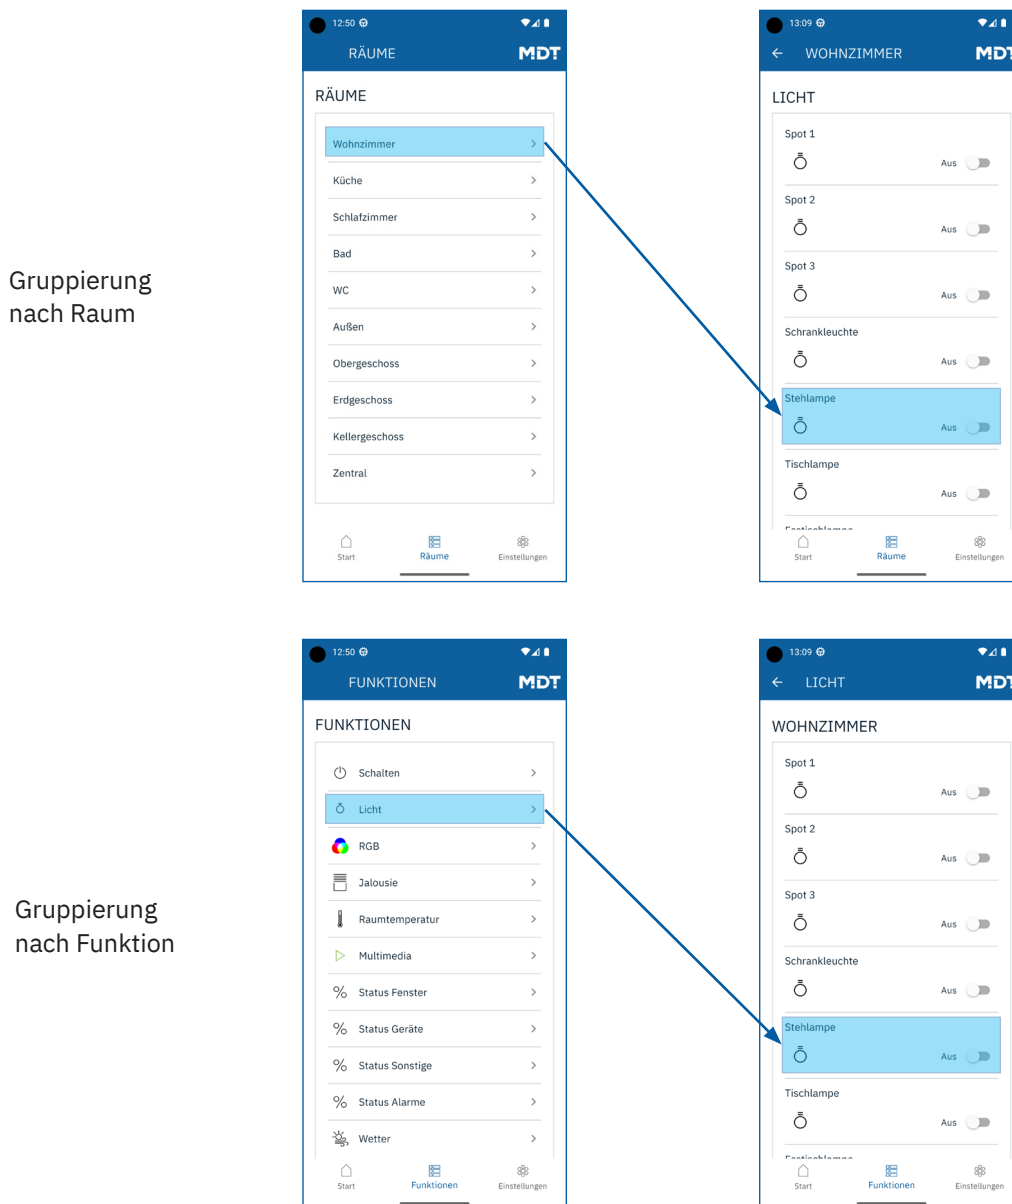 12:50
RÄUME MDT
RÄUME
Wohnzimmer
Küche
Schlafzimmer
Bad
WC
Außen
Obergeschoss
Erdgeschoss
Kellergeschoss
Zentral
Start Räume Einstellungen
13:09
WOHNZIMMER MDT
LICHT
Spot 1
Aus
Spot 2
Aus
Spot 3
Aus
Schrankleuchte
Aus
Stehlampe
Aus
Tischlampe
Aus
Start Räume Einstellungen
Gruppierung
nach Raum
12:50
FUNKTIONEN MDT
FUNKTIONEN
Schalten
Licht
RGB
Jalousie
Raumtemperatur
Multimedia
% Status Fenster
% Status Geräte
% Status Sonstige
% Status Alarme
Wetter
Start Funktionen Einstellungen
13:09
LICHT MDT
WOHNZIMMER
Spot 1
Aus
Spot 2
Aus
Spot 3
Aus
Schrankleuchte
Aus
Stehlampe
Aus
Tischlampe
Aus
Start Funktionen Einstellungen
Gruppierung
nach Funktion